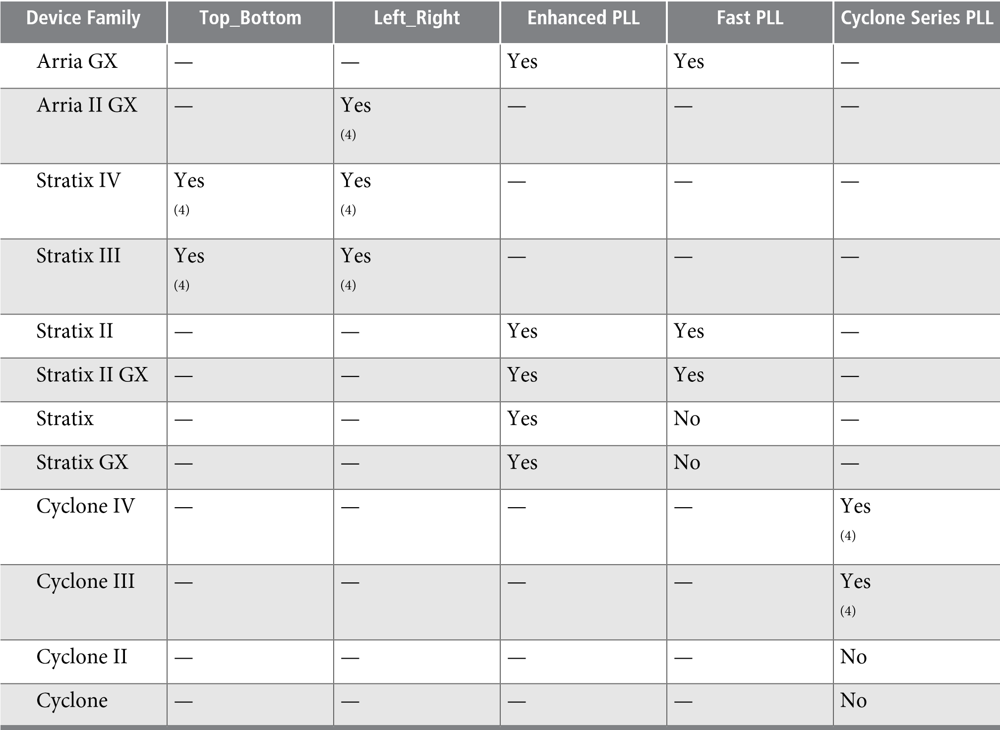 Device Family Top_Bottom Left_Right Enhanced PLL Fast PLL Cyclone Series PLL
Arria GX — — Yes Yes —
Arria II GX — Yes — — —
(4)
Stratix IV Yes Yes — — —
(4) (4)
Stratix III Yes Yes — — —
(4) (4)
Stratix II — — Yes Yes —
Stratix II GX — — Yes Yes —
Stratix — — Yes No —
Stratix GX — — Yes No —
Cyclone IV — — — — Yes
(4)
Cyclone III — — — — Yes
(4)
Cyclone II — — — — No
Cyclone — — — — No